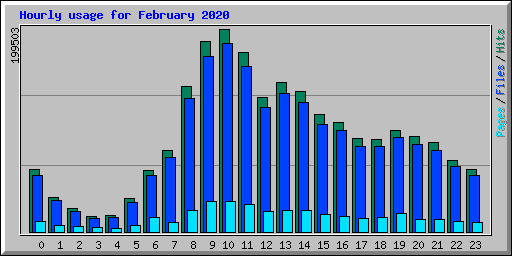 Hourly usage for February 2020
199503
Pages / Files / Hits
0 1 2 3 4 5 6 7 8 9 10 11 12 13 14 15 16 17 18 19 20 21 22 23